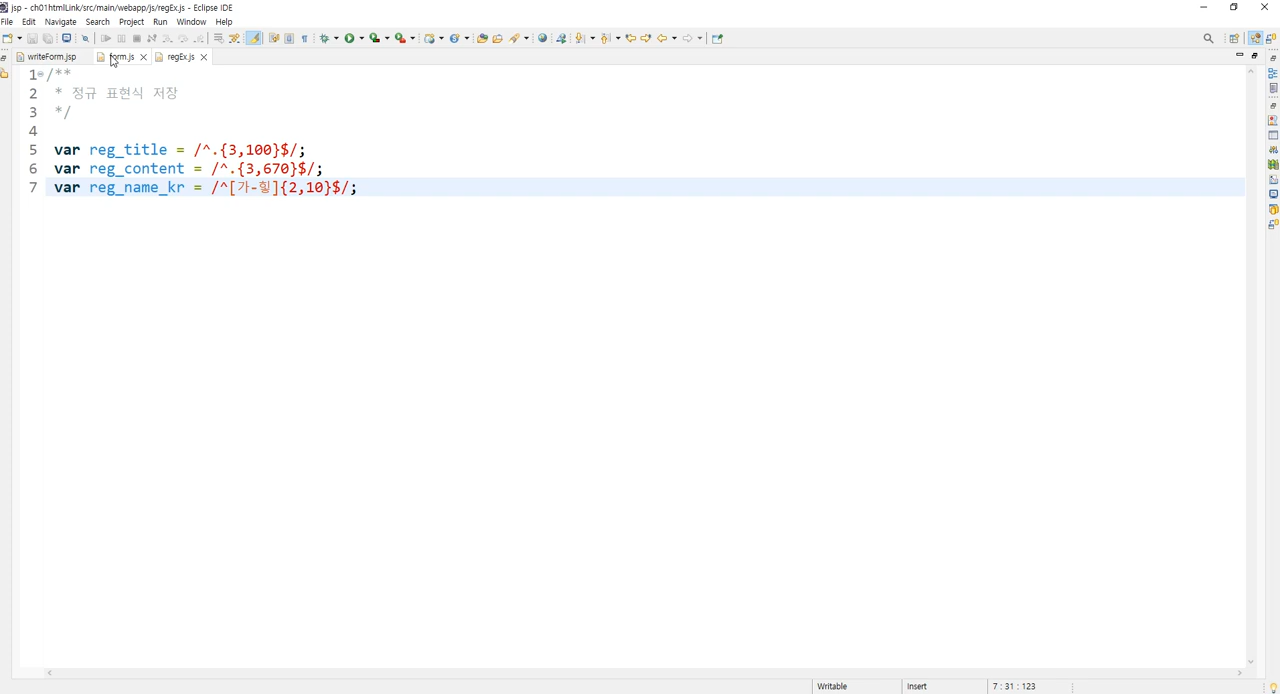 jsp - ch01htmlLink/src/main/webapp/js/regEx.js - Eclipse IDE
File Edit Navigate Search Project Run Window Help
writeForm.jsp form.js regEx.js
1 /**
2 * 정규 표현식 저장
3 */
4
5 var reg_title = /^.{3,100}$/;
6 var reg_content = /^.{3,670}$/;
7 var reg_name_kr = /^[가-힣]{2,10}$/;
Writable Insert 7 : 31 : 123